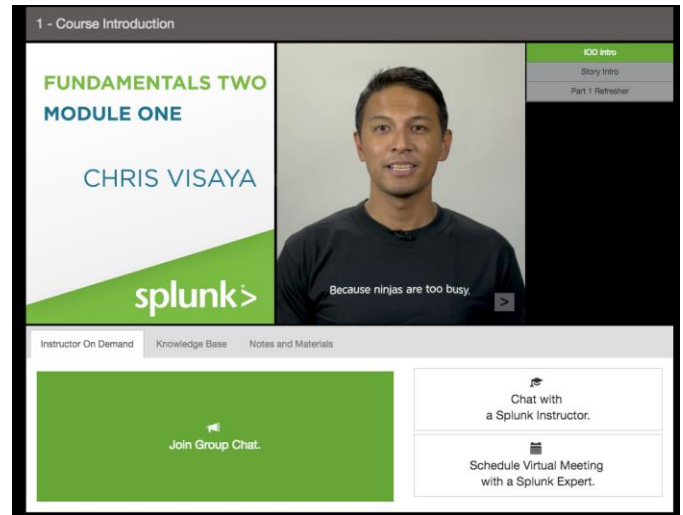 1 - Course Introduction
FUNDAMENTALS TWO
MODULE ONE
CHRIS VISAYA
splunk>
Because ninjas are too busy.
>
IOD Intro
Story Intro
Part 1 Refresher
Instructor On Demand
Knowledge Base
Notes and Materials
Join Group Chat.
Chat with
a Splunk Instructor.
Schedule Virtual Meeting
with a Splunk Expert.